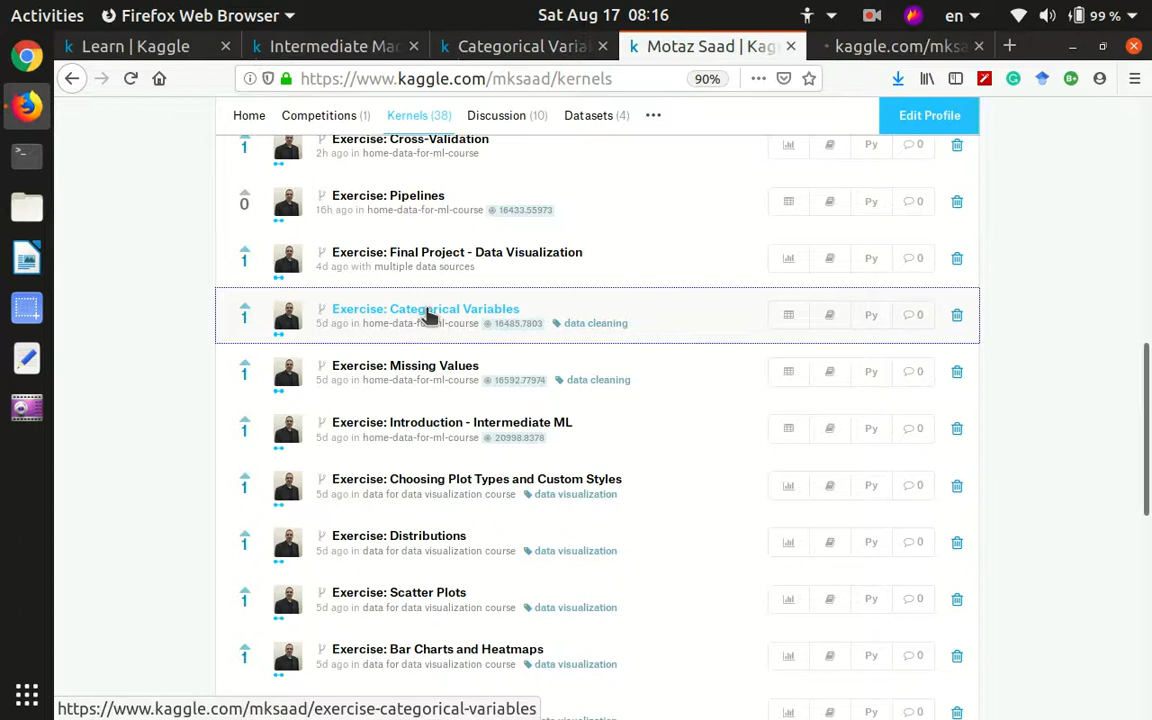 Activities Firefox Web Browser Sat Aug 17 08:16 en 99 %
Learn | Kaggle Intermediate Mac Categorical Varia Motaz Saad | Kag kaggle.com/mksa
https://www.kaggle.com/mksaad/kernels 90%
Home Competitions (1) Kernels (38) Discussion (10) Datasets (4) Edit Profile
Exercise: Cross-Validation
1 2h ago in home-data-for-ml-course Py 0
Exercise: Pipelines
0 16h ago in home-data-for-ml-course 16433.55973 Py 0
Exercise: Final Project - Data Visualization
1 4d ago with multiple data sources Py 0
Exercise: Categorical Variables
1 5d ago in home-data-for-ml-course 16485.7803 data cleaning Py 0
Exercise: Missing Values
1 5d ago in home-data-for-ml-course 16592.77974 data cleaning Py 0
Exercise: Introduction - Intermediate ML
1 5d ago in home-data-for-ml-course 20998.8378 Py 0
Exercise: Choosing Plot Types and Custom Styles
1 5d ago in data for data visualization course data visualization Py 0
Exercise: Distributions
1 5d ago in data for data visualization course data visualization Py 0
Exercise: Scatter Plots
1 5d ago in data for data visualization course data visualization Py 0
Exercise: Bar Charts and Heatmaps
1 5d ago in data for data visualization course data visualization Py 0
https://www.kaggle.com/mksaad/exercise-categorical-variables Py 0